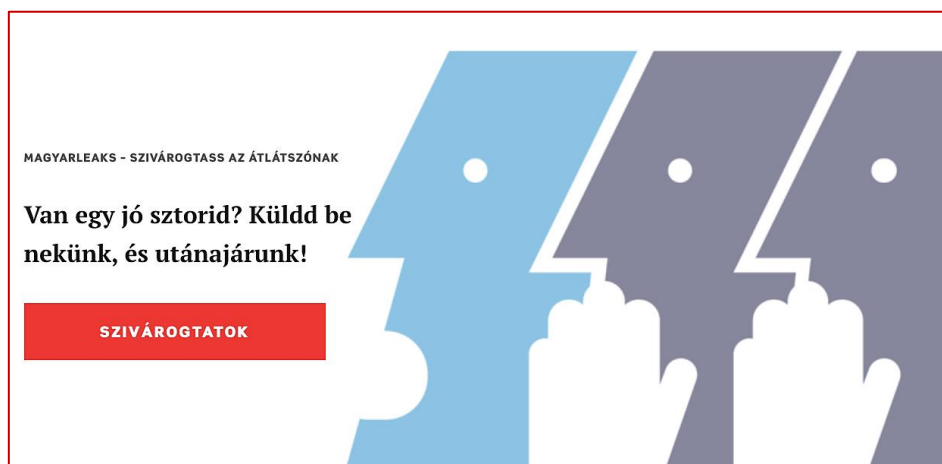 MAGYARLEAKS - SZIVÁROGTASS AZ ÁTLÁTSZÓNAK
Van egy jó sztorid? Küldd be
nekünk, és utánajárunk!
SZIVÁROGTATOK